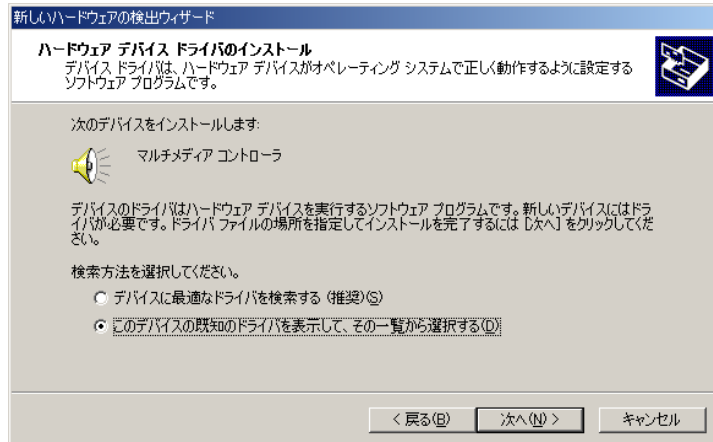 新しいハードウェアの検出ウィザード
ハードウェア デバイス ドライバのインストール
デバイス ドライバは、ハードウェア デバイスがオペレーティング システムで正しく動作するように設定する
ソフトウェア プログラムです。
次のデバイスをインストールします:
マルチメディア コントローラ
デバイスのドライバはハードウェア デバイスを実行するソフトウェア プログラムです。新しいデバイスにはドラ
イバが必要です。ドライバ ファイルの場所を指定してインストールを完了するには [次へ] をクリックしてくだ
さい。
検索方法を選択してください。
デバイスに最適なドライバを検索する (推奨)(S)
このデバイスの既知のドライバを表示して、その一覧から選択する(D)
< 戻る(B) 次へ(N) > キャンセル